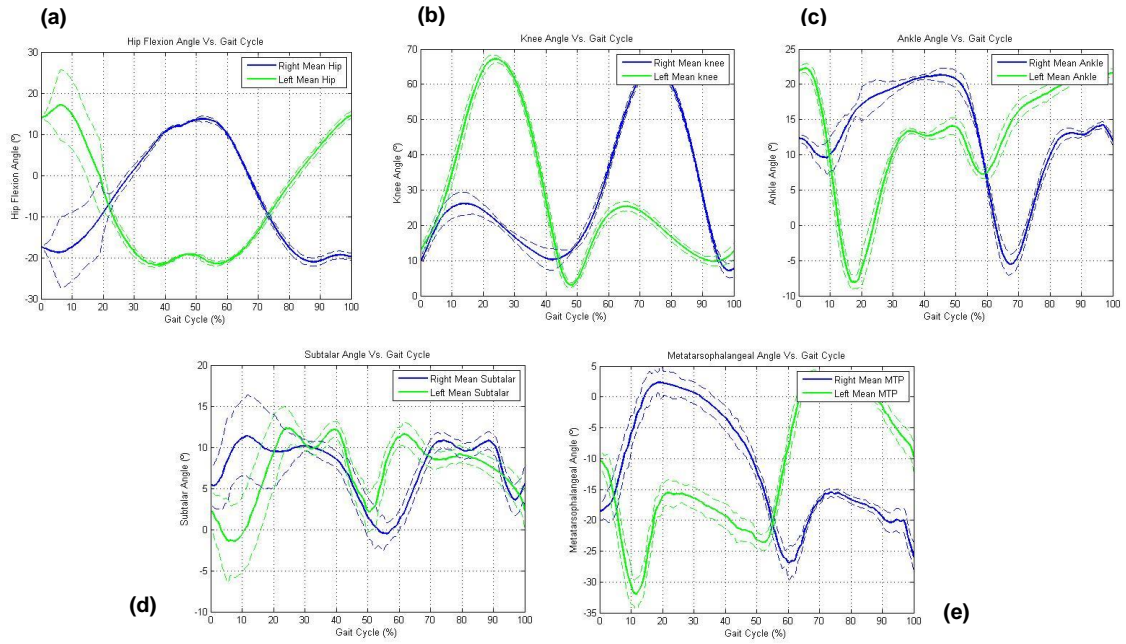 (a)
Hip Flexion Angle Vs. Gait Cycle
30
20
10
0
-10
-20
-30
Hip Flexion Angle (º)
Right Mean Hip
Left Mean Hip
0 10 20 30 40 50 60 70 80 90 100
Gait Cycle (%)
(b)
Knee Angle Vs. Gait Cycle
70
60
50
40
30
20
10
0
Knee Angle (º)
Right Mean knee
Left Mean knee
0 10 20 30 40 50 60 70 80 90 100
Gait Cycle (%)
(c)
Ankle Angle Vs. Gait Cycle
25
20
15
10
5
0
-5
-10
Ankle Angle (º)
Right Mean Ankle
Left Mean Ankle
0 10 20 30 40 50 60 70 80 90 100
Gait Cycle (%)
Subtalar Angle Vs. Gait Cycle
20
15
10
5
0
-5
-10
Subtalar Angle (º)
Right Mean Subtalar
Left Mean Subtalar
0 10 20 30 40 50 60 70 80 90 100
Gait Cycle (%)
(d)
Metatarsophalangeal Angle Vs. Gait Cycle
5
0
-5
-10
-15
-20
-25
-30
-35
Metatarsophalangeal Angle (º)
Right Mean MTP
Left Mean MTP
0 10 20 30 40 50 60 70 80 90 100
Gait Cycle (%)
(e)